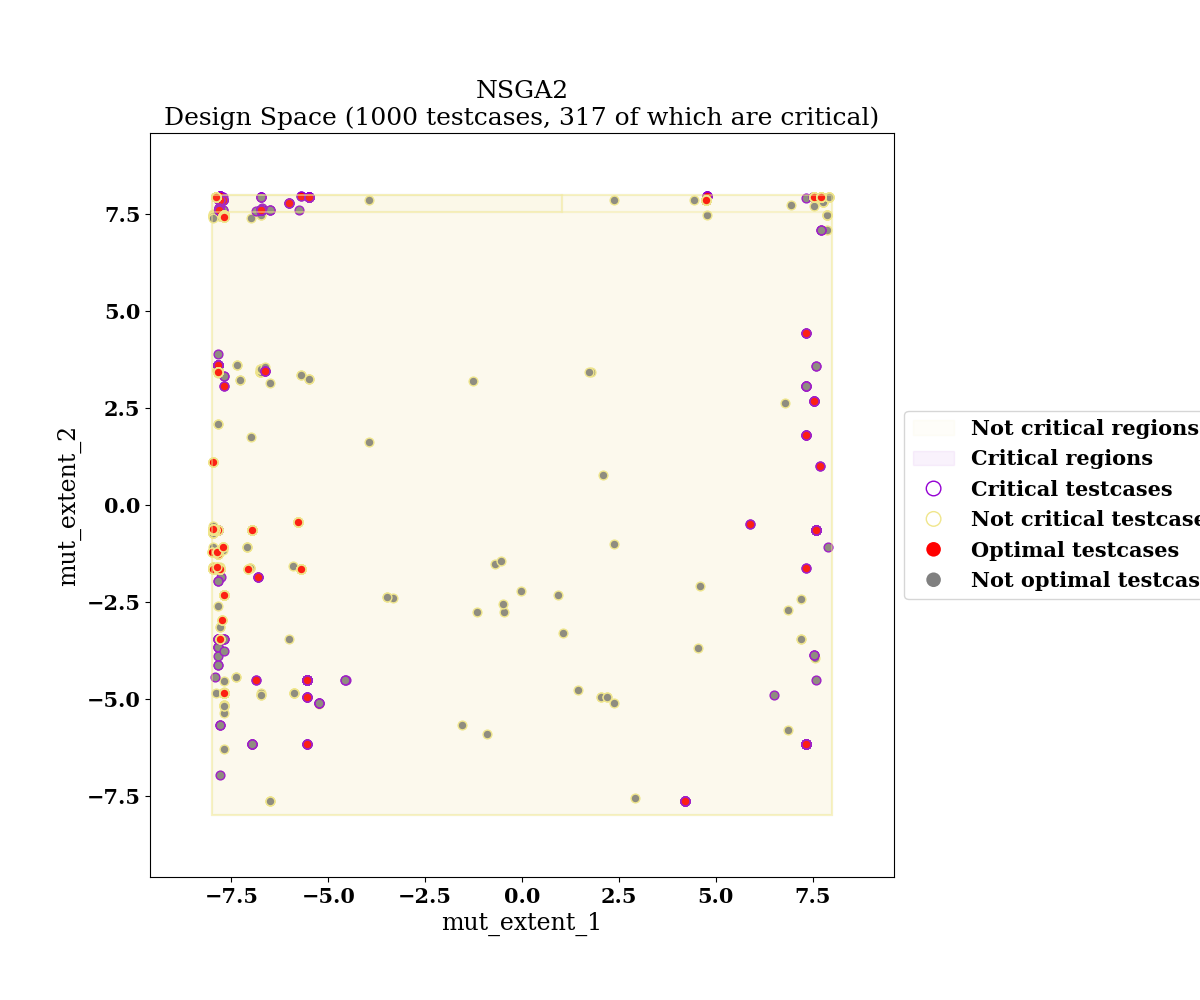 NSGA2
Design Space (1000 testcases, 317 of which are critical)
7.5
5.0
2.5
0.0
−2.5
−5.0
−7.5
mut_extent_2
−7.5
−5.0
−2.5
0.0
2.5
5.0
7.5
mut_extent_1
Not critical regions
Critical regions
Critical testcases
Not critical testcase
Optimal testcases
Not optimal testcas